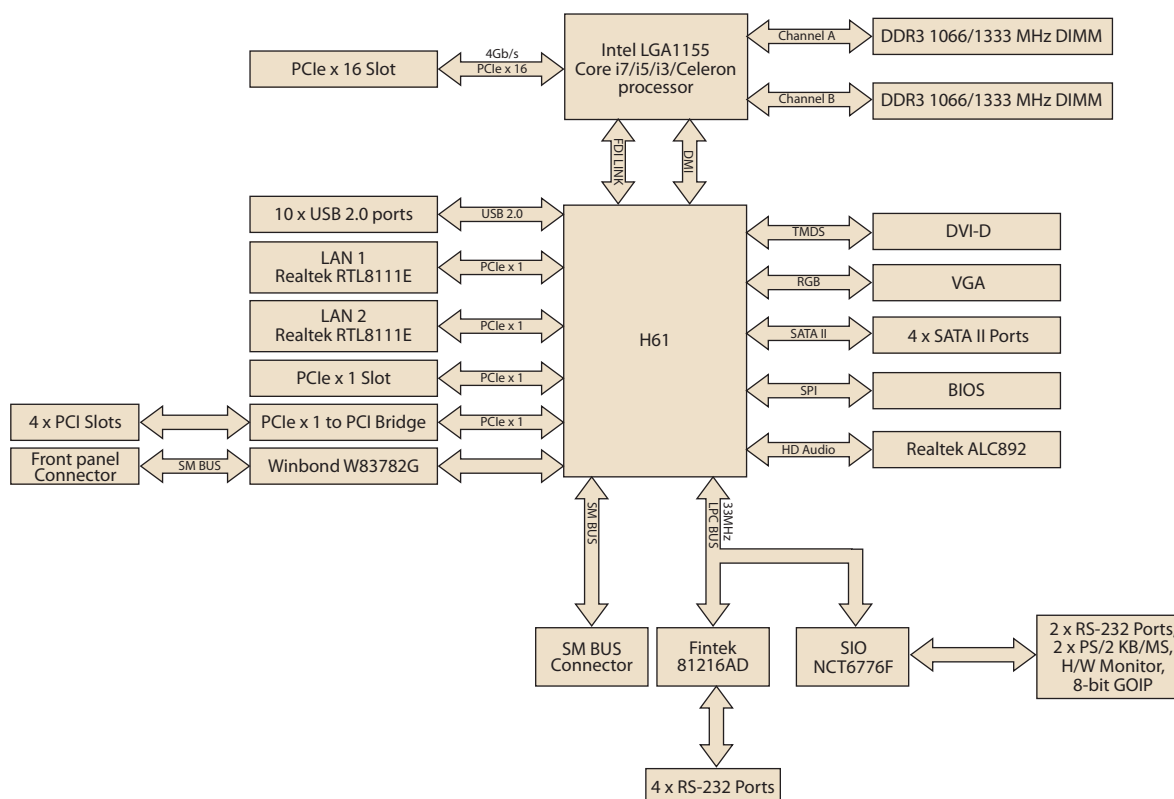 Intel LGA1155
Core i7/i5/i3/Celeron
processor
PCIe x 16 Slot
4Gb/s
PCIe x 16
Channel A
DDR3 1066/1333 MHz DIMM
Channel B
DDR3 1066/1333 MHz DIMM
FDI LINK
DMI
10 x USB 2.0 ports
USB 2.0
LAN 1
Realtek RTL8111E
PCIe x 1
LAN 2
Realtek RTL8111E
PCIe x 1
PCIe x 1 Slot
PCIe x 1
4 x PCI Slots
PCIe x 1 to PCI Bridge
PCIe x 1
Front panel
Connector
SM BUS
Winbond W83782G
H61
TMDS
DVI-D
RGB
VGA
SATA II
4 x SATA II Ports
SPI
BIOS
HD Audio
Realtek ALC892
SM BUS
LPC BUS
33MHz
SM BUS
Connector
Fintek
81216AD
SIO
NCT6776F
2 x RS-232 Ports,
2 x PS/2 KB/MS,
H/W Monitor,
8-bit GOIP
4 x RS-232 Ports